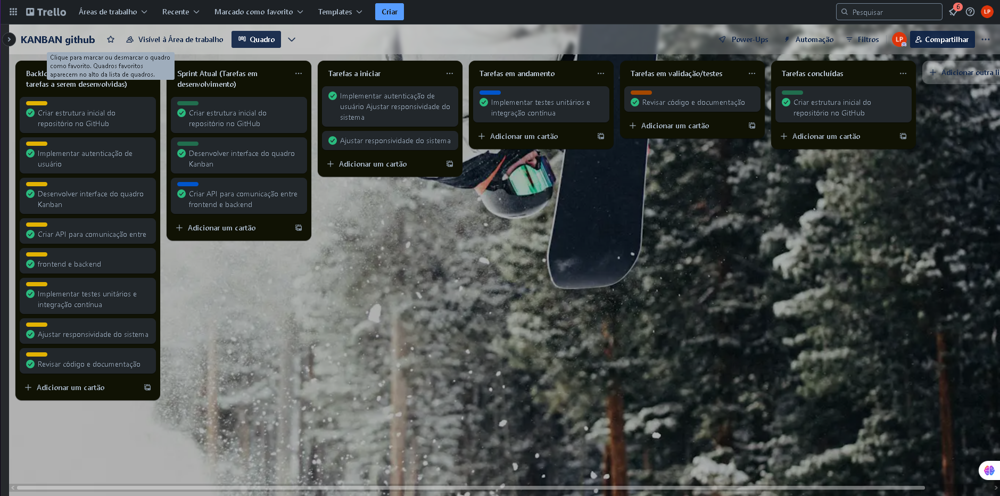 Trello
Áreas de trabalho
Recente
Marcado como favorito
Templates
Criar
Pesquisar
6
LP
KANBAN github
Visível à Área de trabalho
Quadro
Power-Ups
Automação
Filtros
LP
Compartilhar
Clique para marcar ou desmarcar o quadro
como favorito. Quadros favoritos
aparecem no alto da lista de quadros.
tarefas a serem desenvolvidas)
Criar estrutura inicial do
repositório no GitHub
Implementar autenticação de
usuário
Desenvolver interface do quadro
Kanban
Criar API para comunicação entre
frontend e backend
Implementar testes unitários e
integração contínua
Ajustar responsividade do sistema
Revisar código e documentação
Adicionar um cartão
Sprint Atual (Tarefas em
desenvolvimento)
Criar estrutura inicial do
repositório no GitHub
Desenvolver interface do quadro
Kanban
Criar API para comunicação entre
frontend e backend
Adicionar um cartão
Tarefas a iniciar
Implementar autenticação de
usuário Ajustar responsividade do
sistema
Ajustar responsividade do sistema
Adicionar um cartão
Tarefas em andamento
Implementar testes unitários e
integração contínua
Adicionar um cartão
Tarefas em validação/testes
Revisar código e documentação
Adicionar um cartão
Tarefas concluídas
Criar estrutura inicial do
repositório no GitHub
Adicionar um cartão
Adicionar outra li